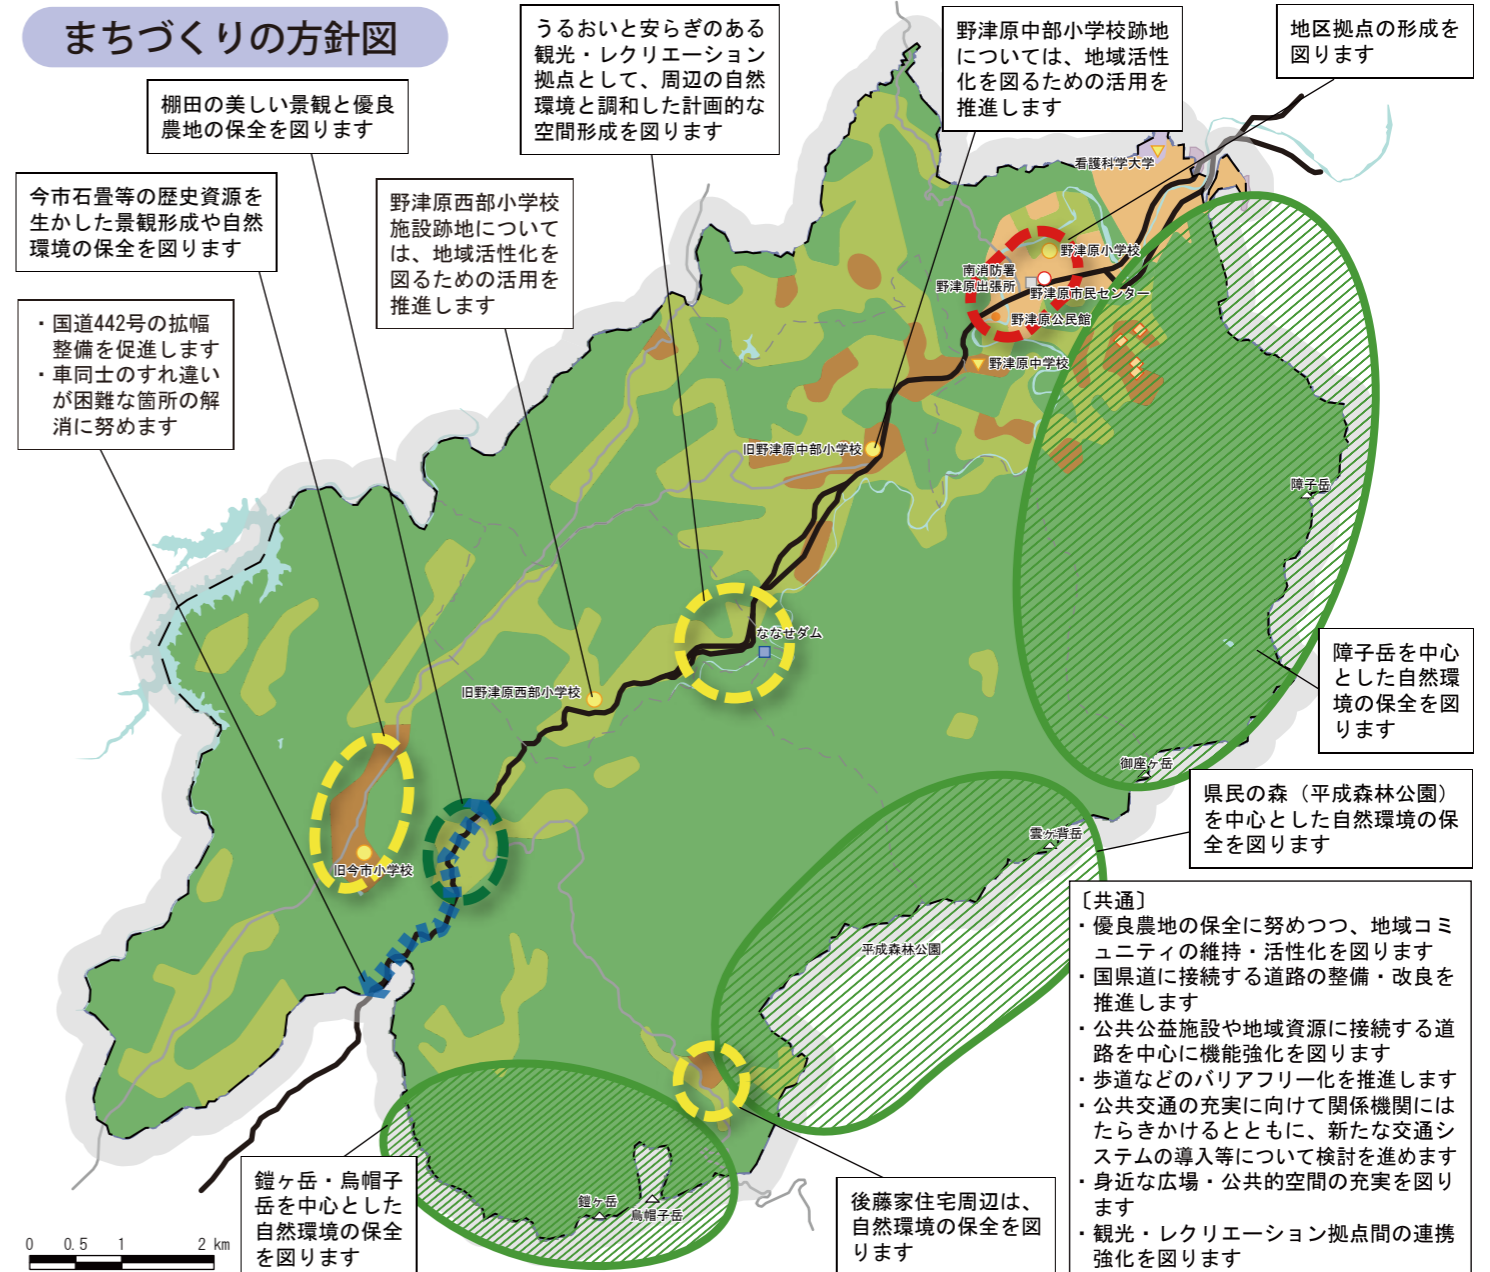 まちづくりの方針図
うるおいと安らぎのある
観光・レクリエーション
拠点として、周辺の自然
環境と調和した計画的な
空間形成を図ります
野津原中部小学校跡地
については、地域活性
化を図るための活用を
推進します
地区拠点の形成を
図ります
棚田の美しい景観と優良
農地の保全を図ります
今市石畳等の歴史資源を
生かした景観形成や自然
環境の保全を図ります
野津原西部小学校
施設跡地について
は、地域活性化を
図るための活用を
推進します
・国道442号の拡幅
整備を促進します
・車同士のすれ違い
が困難な箇所の解
消に努めます
看護科学大学
野津原小学校
南消防署
野津原出張所
野津原市民センター
野津原公民館
野津原中学校
旧野津原中部小学校
障子岳
ななせダム
旧野津原西部小学校
障子岳を中心
とした自然環
境の保全を図
ります
御座ヶ岳
県民の森（平成森林公園）
を中心とした自然環境の保
全を図ります
雲ヶ背岳
旧今市小学校
平成森林公園
〔共通〕
・優良農地の保全に努めつつ、地域コミ
ュニティの維持・活性化を図ります
・国県道に接続する道路の整備・改良を
推進します
・公共公益施設や地域資源に接続する道
路を中心に機能強化を図ります
・歩道などのバリアフリー化を推進します
・公共交通の充実に向けて関係機関には
たらきかけるとともに、新たな交通シ
ステムの導入等について検討を進めます
・身近な広場・公共的空間の充実を図り
ます
・観光・レクリエーション拠点間の連携
強化を図ります
鎧ヶ岳・烏帽子
岳を中心とした
自然環境の保全
を図ります
鎧ヶ岳
烏帽子岳
後藤家住宅周辺は、
自然環境の保全を図
ります
0 0.5 1 2 km